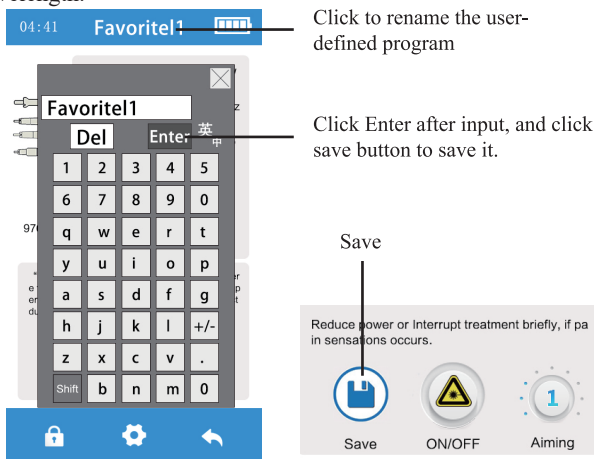 04:41 Favoritel1
Click to rename the user-
defined program
Favoritel1
Del Enter 英
中
Click Enter after input, and click
save button to save it.
1 2 3 4 5
6 7 8 9 0
q w e r t
y u i o p
a s d f g
h j k l +/-
z x c v .
Shift b n m 0
z
976
Save
Reduce power or Interrupt treatment briefly, if pa
in sensations occurs.
1
Save ON/OFF Aiming